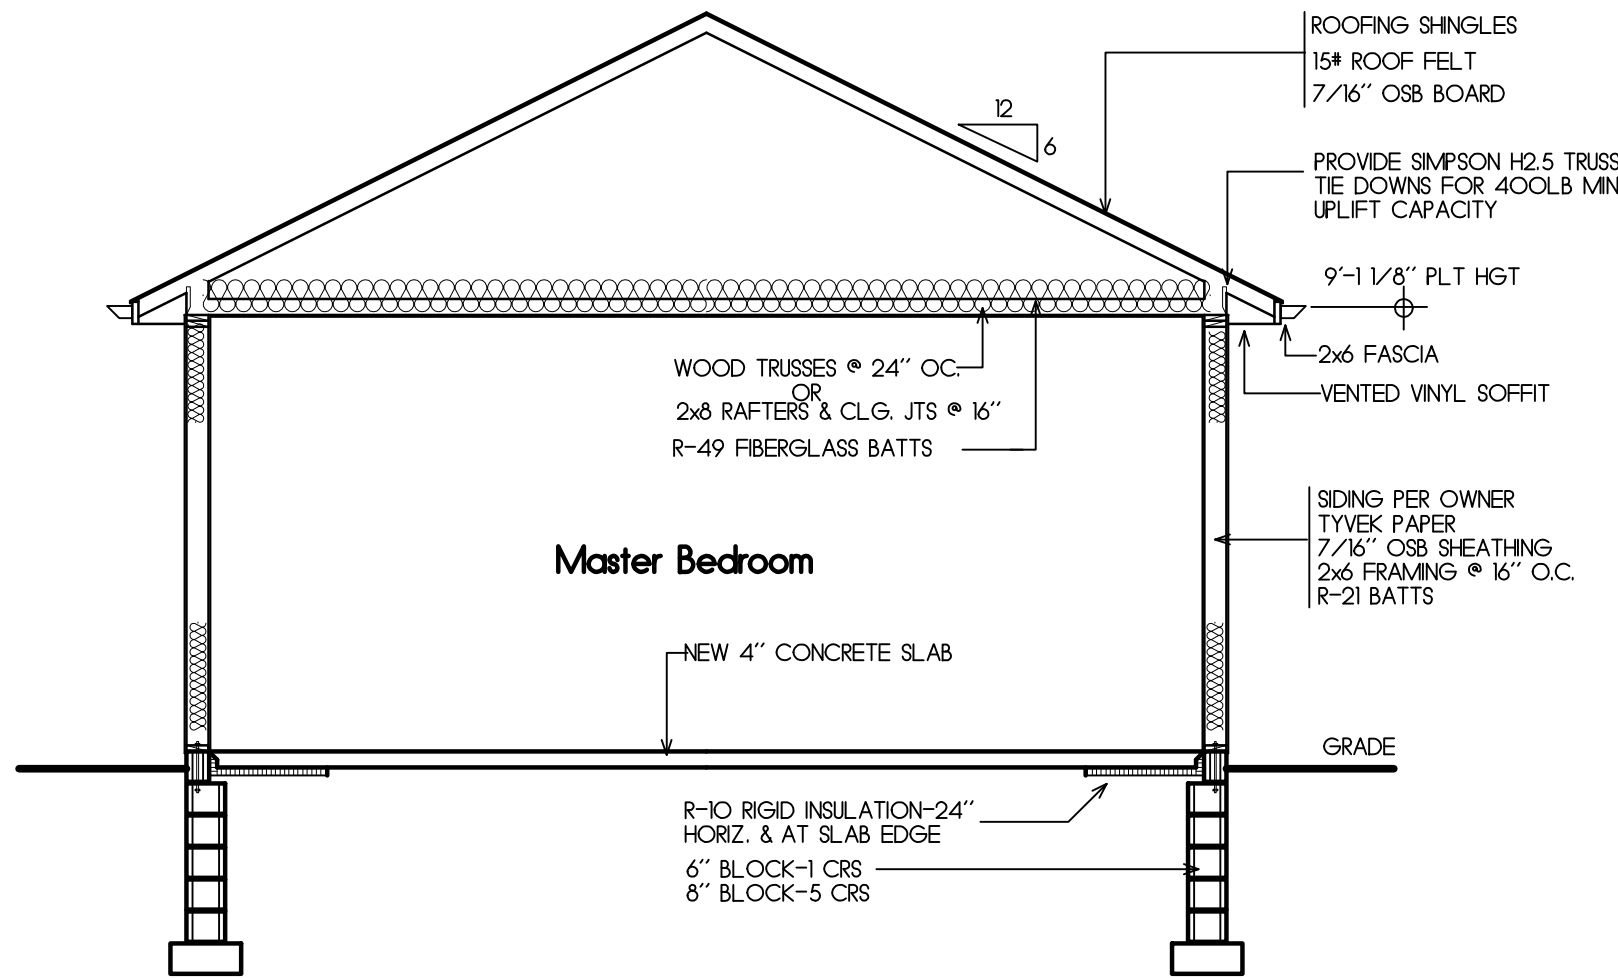 ROOFING SHINGLES
15# ROOF FELT
7/16" OSB BOARD
12
6
PROVIDE SIMPSON H2.5 TRUSS
TIE DOWNS FOR 400LB MIN
UPLIFT CAPACITY
9'-1 1/8" PLT HGT
2x6 FASCIA
VENTED VINYL SOFFIT
WOOD TRUSSES @ 24" OC.
OR
2x8 RAFTERS & CLG. JTS @ 16"
R-49 FIBERGLASS BATTS
SIDING PER OWNER
TYVEK PAPER
7/16" OSB SHEATHING
2x6 FRAMING @ 16" O.C.
R-21 BATTS
Master Bedroom
NEW 4" CONCRETE SLAB
GRADE
R-10 RIGID INSULATION-24"
HORIZ. & AT SLAB EDGE
6" BLOCK-1 CRS
8" BLOCK-5 CRS